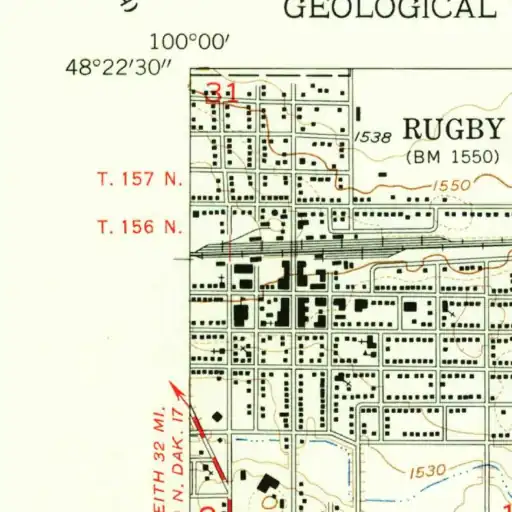 GEOLOGICAL
100°00′
48°22′30″
31
1538
RUGBY
(BM 1550)
T. 157 N.
1550
T. 156 N.
EITH 32 MI.
N. DAK. 17
1530